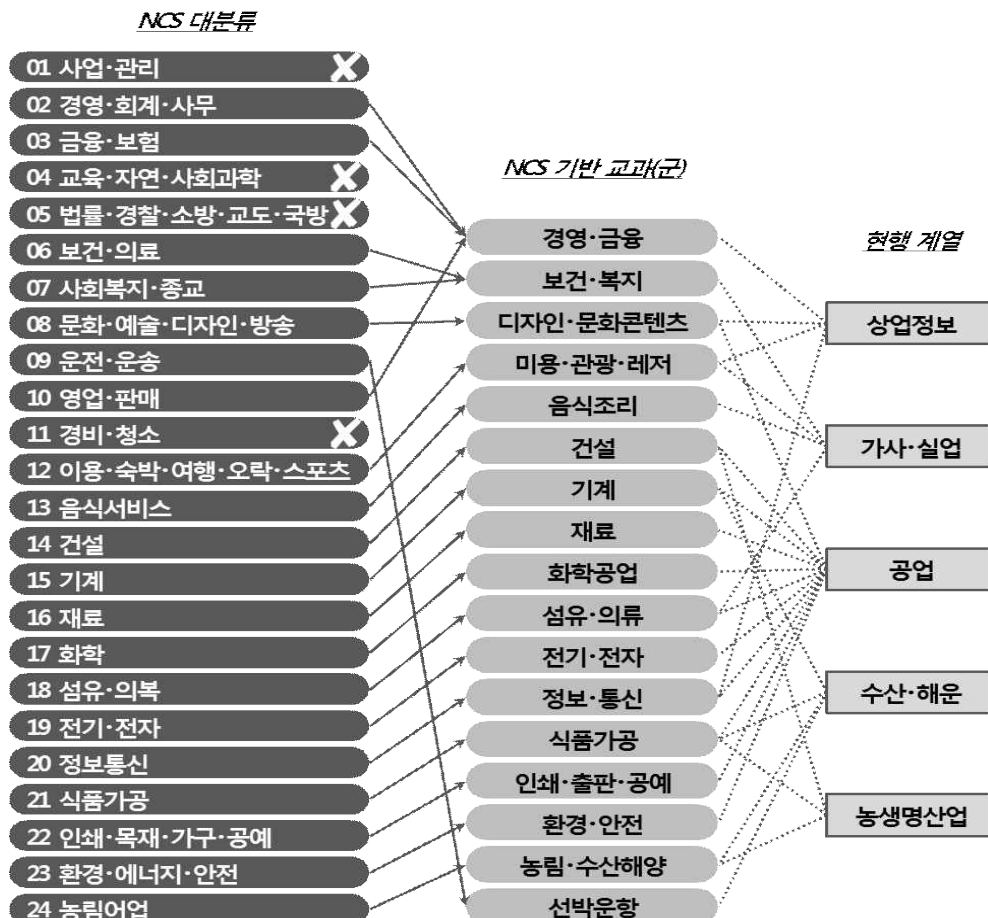 NCS 대분류
01 사업·관리
02 경영·회계·사무
03 금융·보험
04 교육·자연·사회과학
05 법률·경찰·소방·교도·국방
06 보건·의료
07 사회복지·종교
08 문화·예술·디자인·방송
09 운전·운송
10 영업·판매
11 경비·청소
12 이용·숙박·여행·오락·스포츠
13 음식서비스
14 건설
15 기계
16 재료
17 화학
18 섬유·의복
19 전기·전자
20 정보통신
21 식품가공
22 인쇄·목재·가구·공예
23 환경·에너지·안전
24 농림어업
NCS 기반 교과(군)
경영·금융
보건·복지
디자인·문화콘텐츠
미용·관광·레저
음식조리
건설
기계
재료
화학공업
섬유·의류
전기·전자
정보·통신
식품가공
인쇄·출판·공예
환경·안전
농림·수산해양
선박운항
현행 계열
상업정보
가사·실업
공업
수산·해운
농생명산업